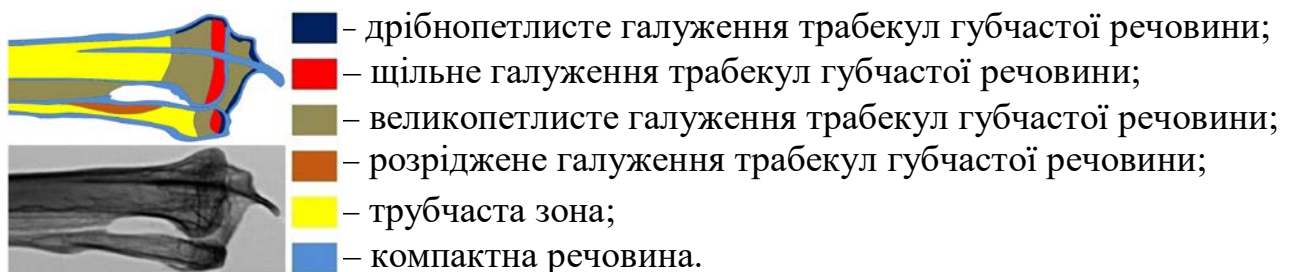 – дрібнопетлисте галуження трабекул губчастої речовини;
– щільне галуження трабекул губчастої речовини;
– великопетлисте галуження трабекул губчастої речовини;
– розріджене галуження трабекул губчастої речовини;
– трубчаста зона;
– компактна речовина.